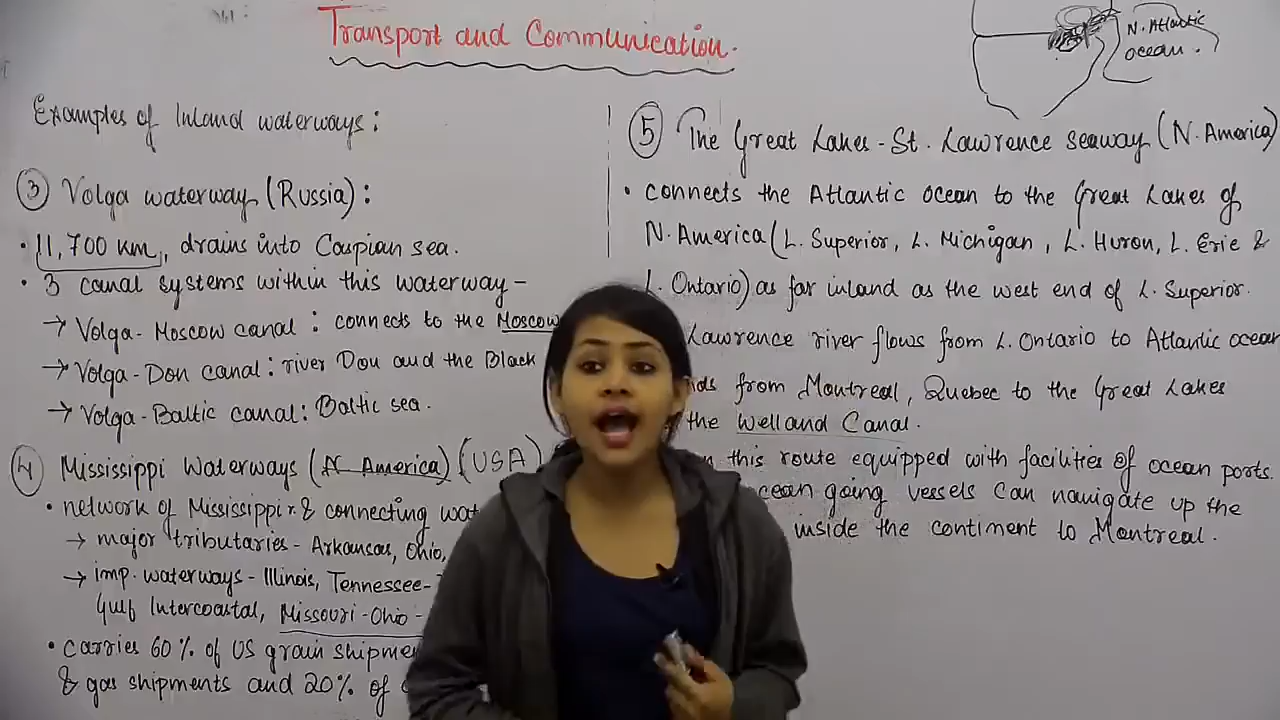 Transport and Communication.
N. Atlantic
ocean.
Examples of Inland waterways:
③ Volga waterway (Russia):
• 11,700 km, drains into Caspian sea.
• 3 canal systems within this waterway -
→ Volga-Moscow canal: connects to the Moscow
→ Volga-Don canal: river Don and the Black
→ Volga-Baltic canal: Baltic sea.
④ Mississippi Waterways (N. America) (USA)
• network of Mississippi r. & connecting wat
→ major tributaries - Arkansas, Ohio,
→ imp. waterways - Illinois, Tennessee-
Gulf Intercoastal, Missouri-Ohio-
• carries 60% of US grain shipme
& gas shipments and 20% of
⑤ The Great Lakes - St. Lawrence seaway (N. America)
• connects the Atlantic ocean to the Great Lakes of
N. America (L. Superior, L. Michigan, L. Huron, L. Erie &
L. Ontario) as far inland as the west end of L. Superior.
Lawrence river flows from L. Ontario to Atlantic ocean
nds from Montreal, Quebec to the Great Lakes
the Welland Canal.
this route equipped with facilities of ocean ports.
cean going vessels can navigate up the
inside the continent to Montreal.